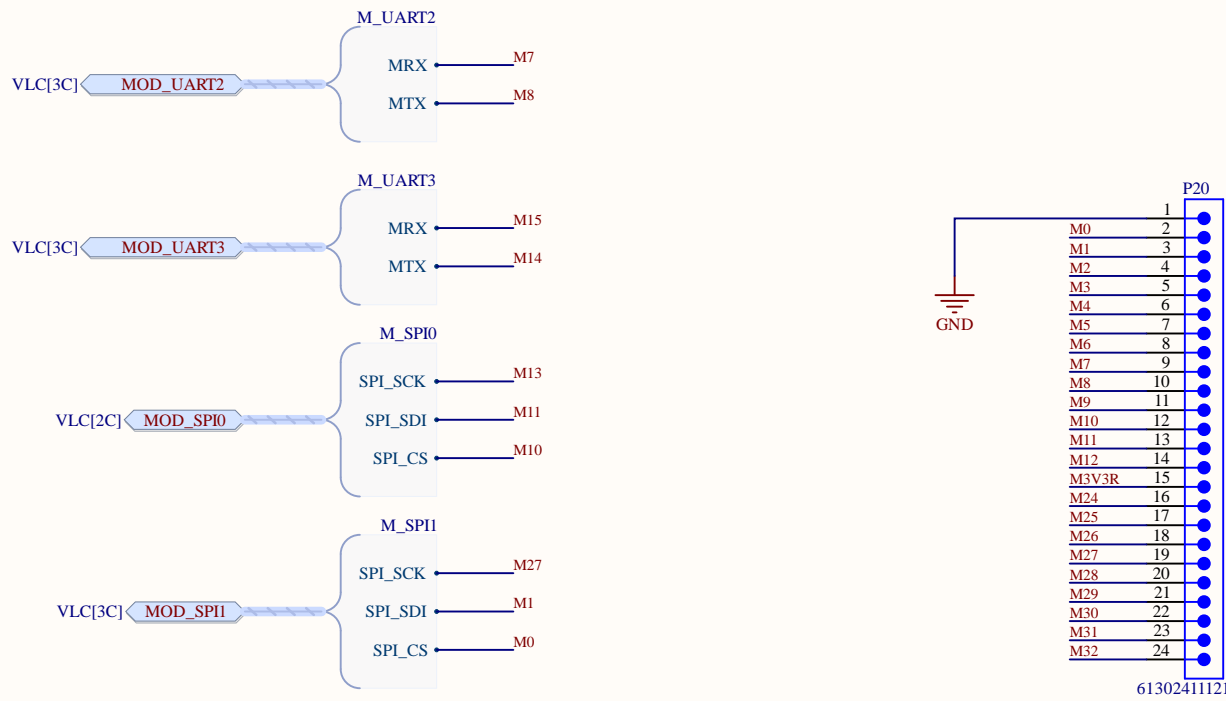 M_UART2
VLC[3C] MOD_UART2
MRX M7
MTX M8
M_UART3
VLC[3C] MOD_UART3
MRX M15
MTX M14
M_SPI0
VLC[2C] MOD_SPI0
SPI_SCK M13
SPI_SDI M11
SPI_CS M10
M_SPI1
VLC[3C] MOD_SPI1
SPI_SCK M27
SPI_SDI M1
SPI_CS M0
GND
P20
1
M0 2
M1 3
M2 4
M3 5
M4 6
M5 7
M6 8
M7 9
M8 10
M9 11
M10 12
M11 13
M12 14
M3V3R 15
M24 16
M25 17
M26 18
M27 19
M28 20
M29 21
M30 22
M31 23
M32 24
61302411121